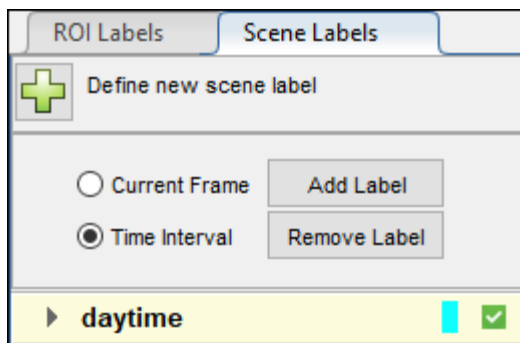 ROI Labels
Scene Labels
Define new scene label
Current Frame
Add Label
Time Interval
Remove Label
daytime